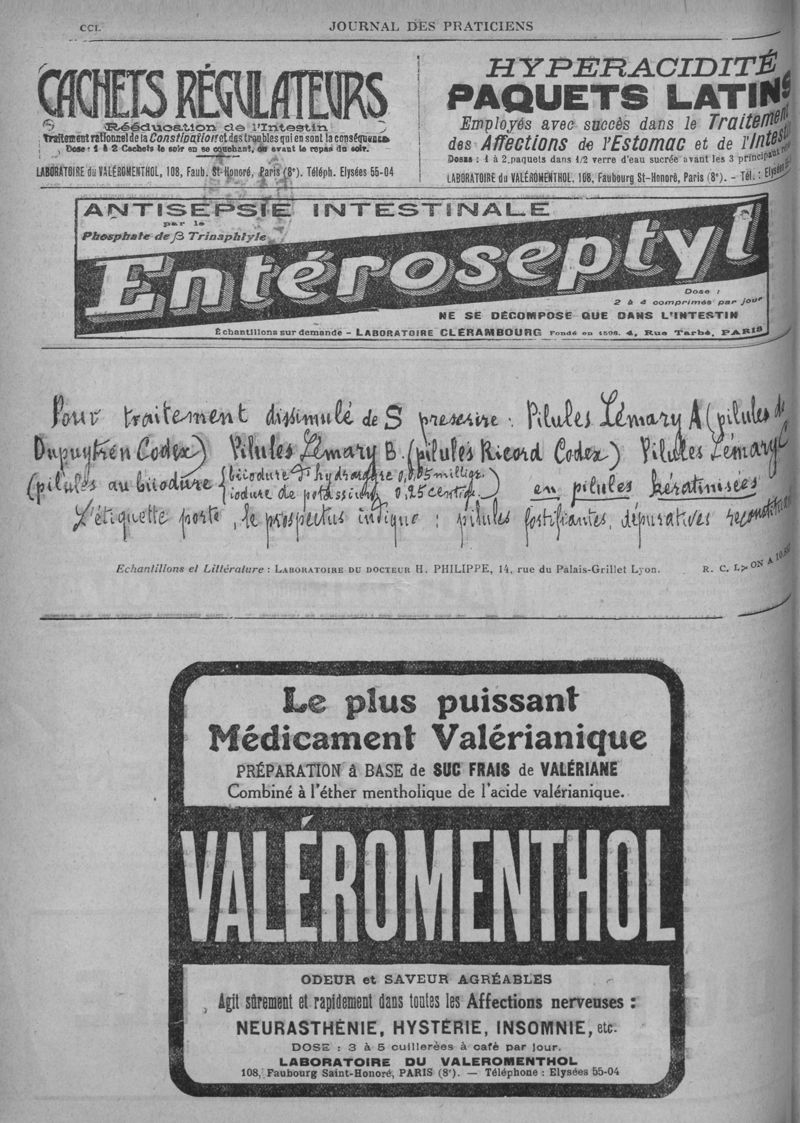 CCL
JOURNAL DES PRATICIENS
CACHETS RÉGULATEURS
Rééducation de l'Intestin
Traitement rationnel de la Constipation et des troubles qui en sont la conséquence
Dose : 1 à 2 Cachets le soir en se couchant, ou avant le repas du soir.
LABORATOIRE du VALÉROMENTHOL, 108, Faub. St-Honoré, Paris (8e). Téléph. Elysées 55-04
HYPERACIDITÉ
PAQUETS LATINS
Employés avec succès dans le Traitement
des Affections de l'Estomac et de l'Intestin
Doses : 1 à 2 paquets dans 1/2 verre d'eau sucrée avant les 3 principaux
LABORATOIRE du VALÉROMENTHOL, 108, Faubourg St-Honoré, Paris (8e). - Tél. : Elysées
ANTISEPSIE INTESTINALE
par le
Phosphate de β Trinaphtyle
Entéroseptyl
Dose :
2 à 4 comprimés par jour
NE SE DÉCOMPOSE QUE DANS L'INTESTIN
Échantillons sur demande - LABORATOIRE CLÉRAMBOURG Fondé en 1898. 4, Rue Tarbé, PARIS
Pour traitement dissimulé de S prescrire : Pilules Lémary A (pilules de
Dupuytren Codex) Pilules Lémary B. (pilules Ricord Codex) Pilules Lémary C
(pilules au biiodure { biiodure d'hydrargre 0,005 milligr.
iodure de potassium 0,25 centigr. ) en pilules kératinisées
L'étiquette porte, le prospectus indique : pilules fortifiantes, dépuratives
Echantillons et Littérature : LABORATOIRE DU DOCTEUR H. PHILIPPE, 14, rue du Palais-Grillet Lyon.
R. C. LYON A
Le plus puissant
Médicament Valérianique
PRÉPARATION à BASE de SUC FRAIS de VALÉRIANE
Combiné à l'éther mentholique de l'acide valérianique.
VALÉROMENTHOL
ODEUR et SAVEUR AGRÉABLES
Agit sûrement et rapidement dans toutes les Affections nerveuses :
NEURASTHÉNIE, HYSTÉRIE, INSOMNIE, etc.
DOSE : 3 à 5 cuillerées à café par jour.
LABORATOIRE DU VALEROMENTHOL
108, Faubourg Saint-Honoré, PARIS (8e). — Téléphone : Elysées 55-04